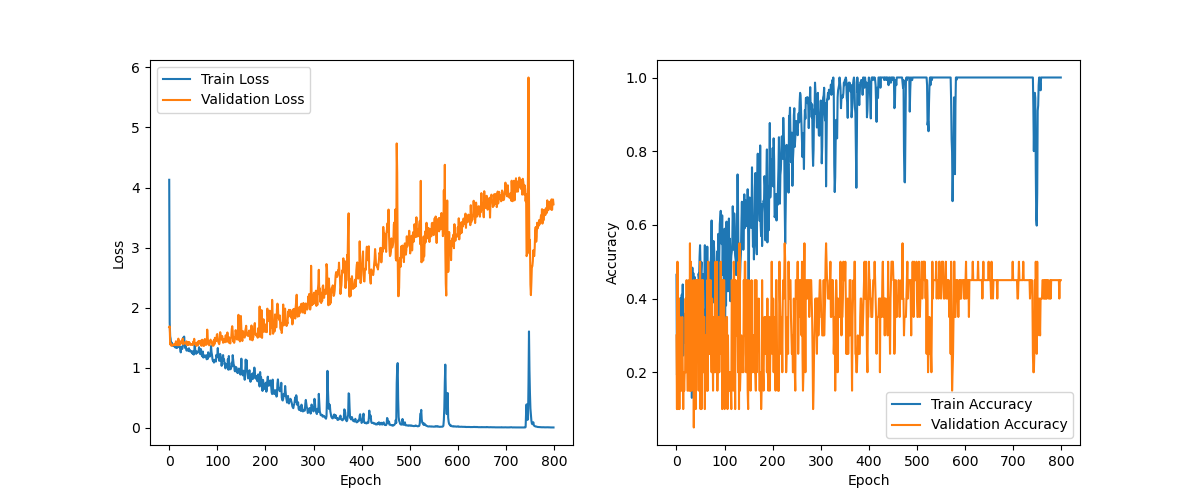 Train Loss
Validation Loss
Loss
6
5
4
3
2
1
0
0 100 200 300 400 500 600 700 800
Epoch
Accuracy
1.0
0.8
0.6
0.4
0.2
Train Accuracy
Validation Accuracy
0 100 200 300 400 500 600 700 800
Epoch